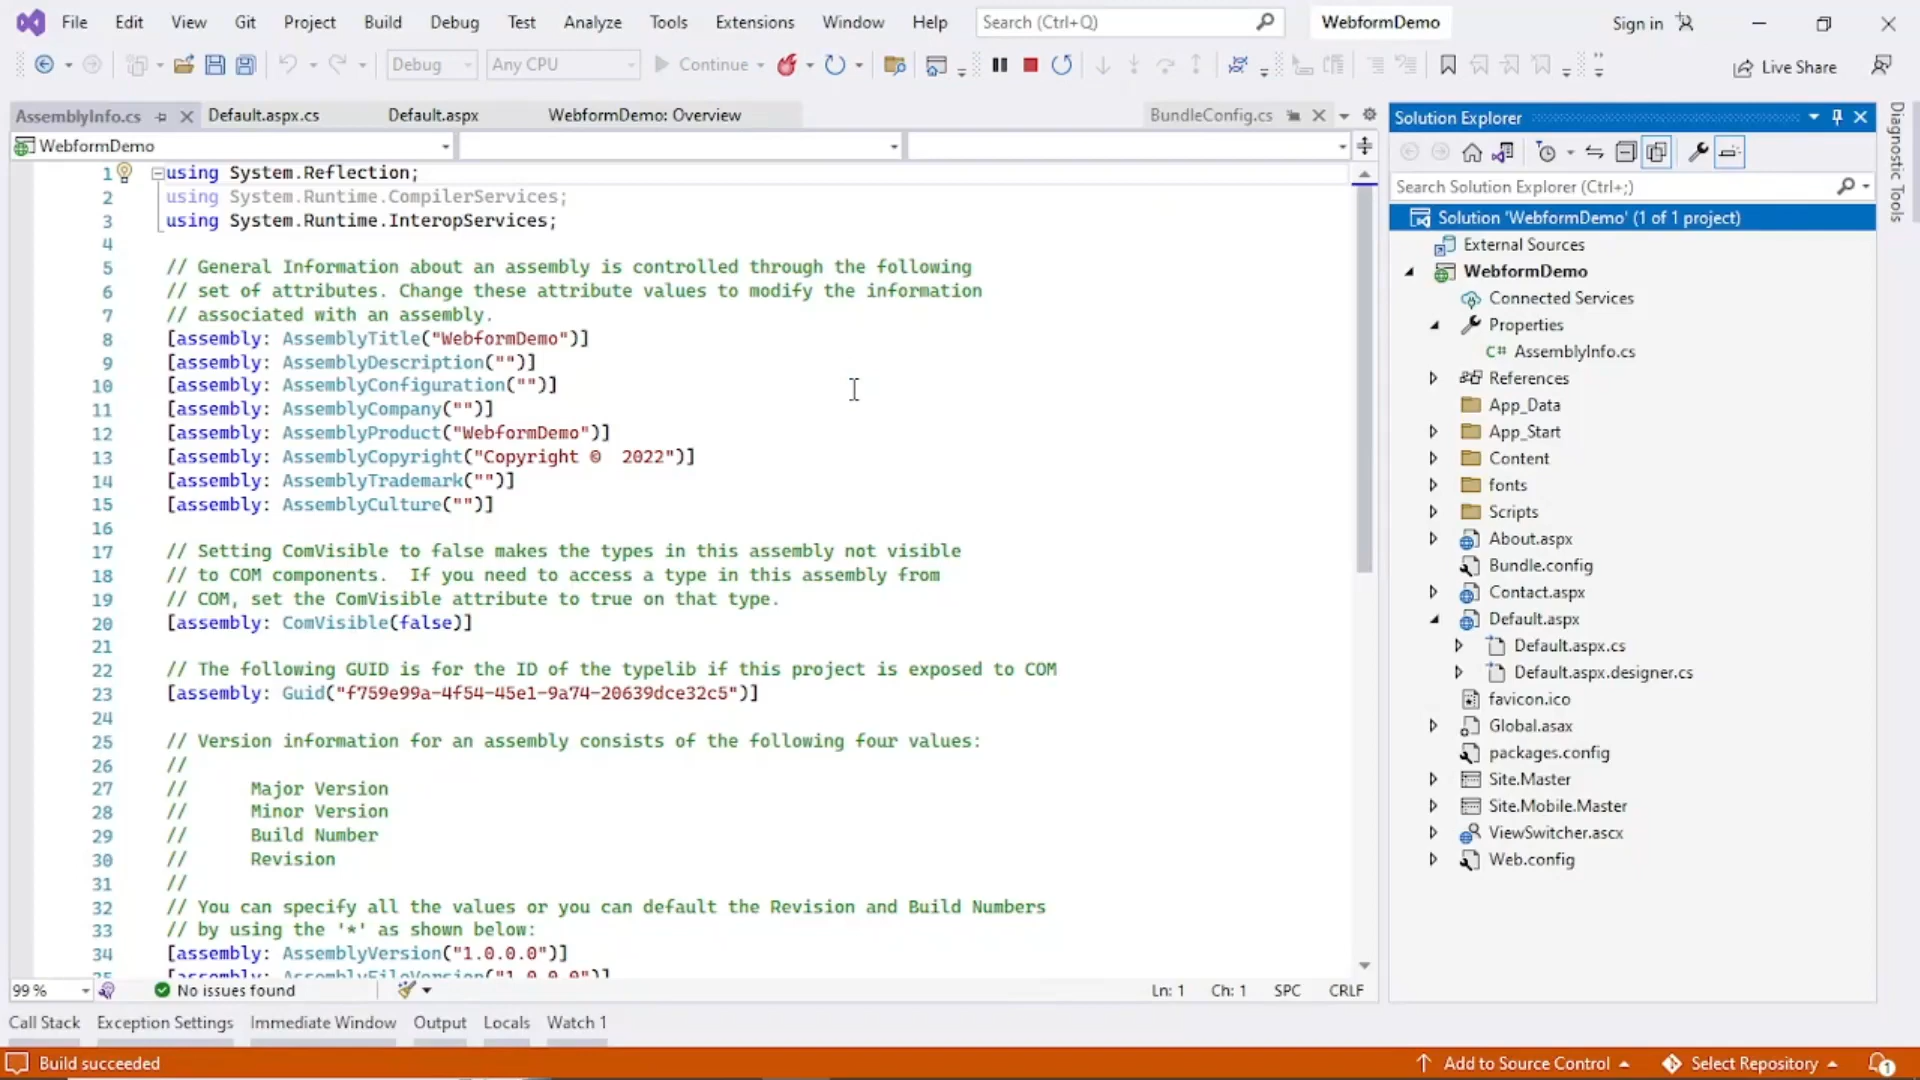 File Edit View Git Project Build Debug Test Analyze Tools Extensions Window Help Search (Ctrl+Q) WebformDemo Sign in
Debug Any CPU Continue Live Share
AssemblyInfo.cs Default.aspx.cs Default.aspx WebformDemo: Overview BundleConfig.cs
WebformDemo
1 using System.Reflection;
2 using System.Runtime.CompilerServices;
3 using System.Runtime.InteropServices;
4
5 // General Information about an assembly is controlled through the following
6 // set of attributes. Change these attribute values to modify the information
7 // associated with an assembly.
8 [assembly: AssemblyTitle("WebformDemo")]
9 [assembly: AssemblyDescription("")]
10 [assembly: AssemblyConfiguration("")]
11 [assembly: AssemblyCompany("")]
12 [assembly: AssemblyProduct("WebformDemo")]
13 [assembly: AssemblyCopyright("Copyright ©  2022")]
14 [assembly: AssemblyTrademark("")]
15 [assembly: AssemblyCulture("")]
16
17 // Setting ComVisible to false makes the types in this assembly not visible
18 // to COM components.  If you need to access a type in this assembly from
19 // COM, set the ComVisible attribute to true on that type.
20 [assembly: ComVisible(false)]
21
22 // The following GUID is for the ID of the typelib if this project is exposed to COM
23 [assembly: Guid("f759e99a-4f54-45e1-9a74-20639dce32c5")]
24
25 // Version information for an assembly consists of the following four values:
26 //
27 //      Major Version
28 //      Minor Version
29 //      Build Number
30 //      Revision
31 //
32 // You can specify all the values or you can default the Revision and Build Numbers
33 // by using the '*' as shown below:
34 [assembly: AssemblyVersion("1.0.0.0")]
35 [assembly: AssemblyFileVersion("1.0.0.0")]
99 % No issues found Ln: 1 Ch: 1 SPC CRLF
Call Stack Exception Settings Immediate Window Output Locals Watch 1
Build succeeded Add to Source Control Select Repository 1
Solution Explorer
Search Solution Explorer (Ctrl+;)
Solution 'WebformDemo' (1 of 1 project)
External Sources
WebformDemo
Connected Services
Properties
C# AssemblyInfo.cs
References
App_Data
App_Start
Content
fonts
Scripts
About.aspx
Bundle.config
Contact.aspx
Default.aspx
Default.aspx.cs
Default.aspx.designer.cs
favicon.ico
Global.asax
packages.config
Site.Master
Site.Mobile.Master
ViewSwitcher.ascx
Web.config
Diagnostic Tools